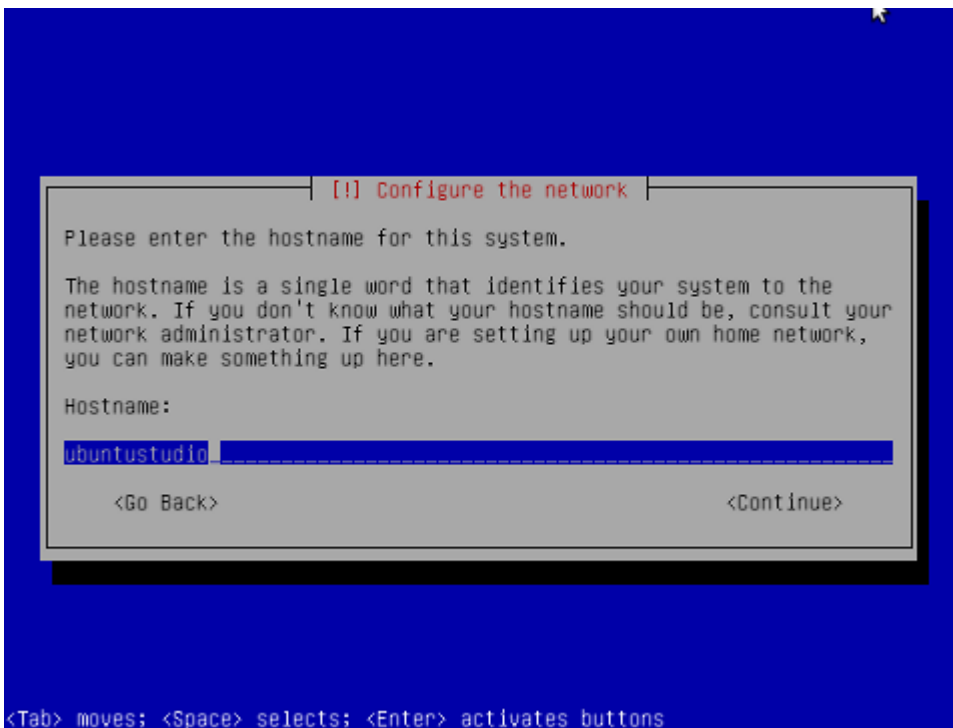 [!] Configure the network
Please enter the hostname for this system.
The hostname is a single word that identifies your system to the
network. If you don't know what your hostname should be, consult your
network administrator. If you are setting up your own home network,
you can make something up here.
Hostname:
ubuntustudio
<Go Back> <Continue>
<Tab> moves; <Space> selects; <Enter> activates buttons